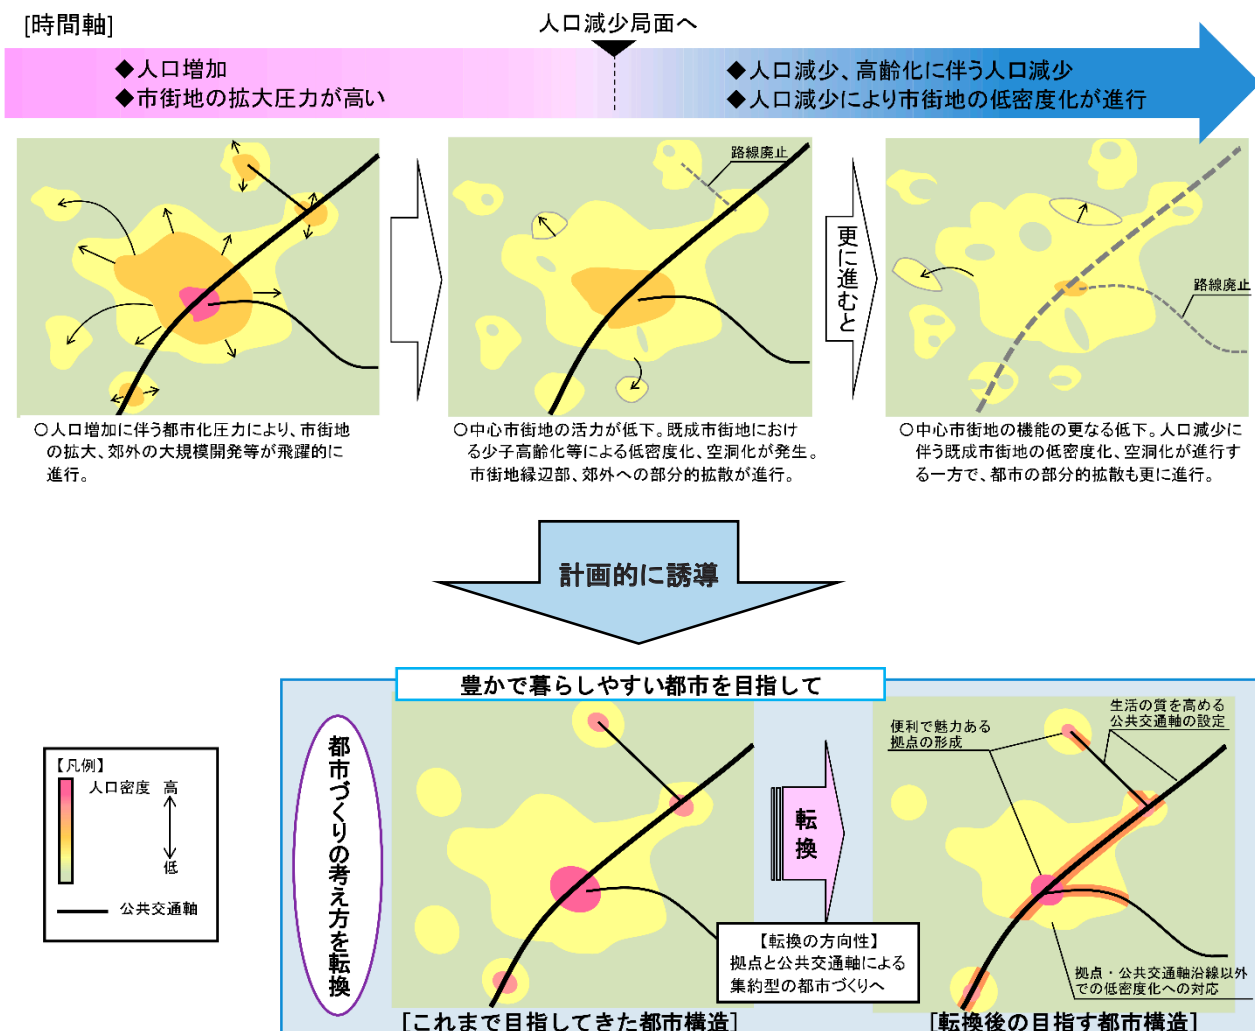 [時間軸]
人口減少局面へ
◆人口増加
◆市街地の拡大圧力が高い
◆人口減少、高齢化に伴う人口減少
◆人口減少により市街地の低密度化が進行
路線廃止
更に進むと
路線廃止
○人口増加に伴う都市化圧力により、市街地
の拡大、郊外の大規模開発等が飛躍的に
進行。
○中心市街地の活力が低下。既成市街地におけ
る少子高齢化等による低密度化、空洞化が発生。
市街地縁辺部、郊外への部分的拡散が進行。
○中心市街地の機能の更なる低下。人口減少に
伴う既成市街地の低密度化、空洞化が進行す
る一方で、都市の部分的拡散も更に進行。
計画的に誘導
豊かで暮らしやすい都市を目指して
都市づくりの考え方を転換
転換
便利で魅力ある
拠点の形成
生活の質を高める
公共交通軸の設定
【凡例】
人口密度 高
低
公共交通軸
【転換の方向性】
拠点と公共交通軸による
集約型の都市づくりへ
拠点・公共交通軸沿線以外
での低密度化への対応
[これまで目指してきた都市構造]
[転換後の目指す都市構造]